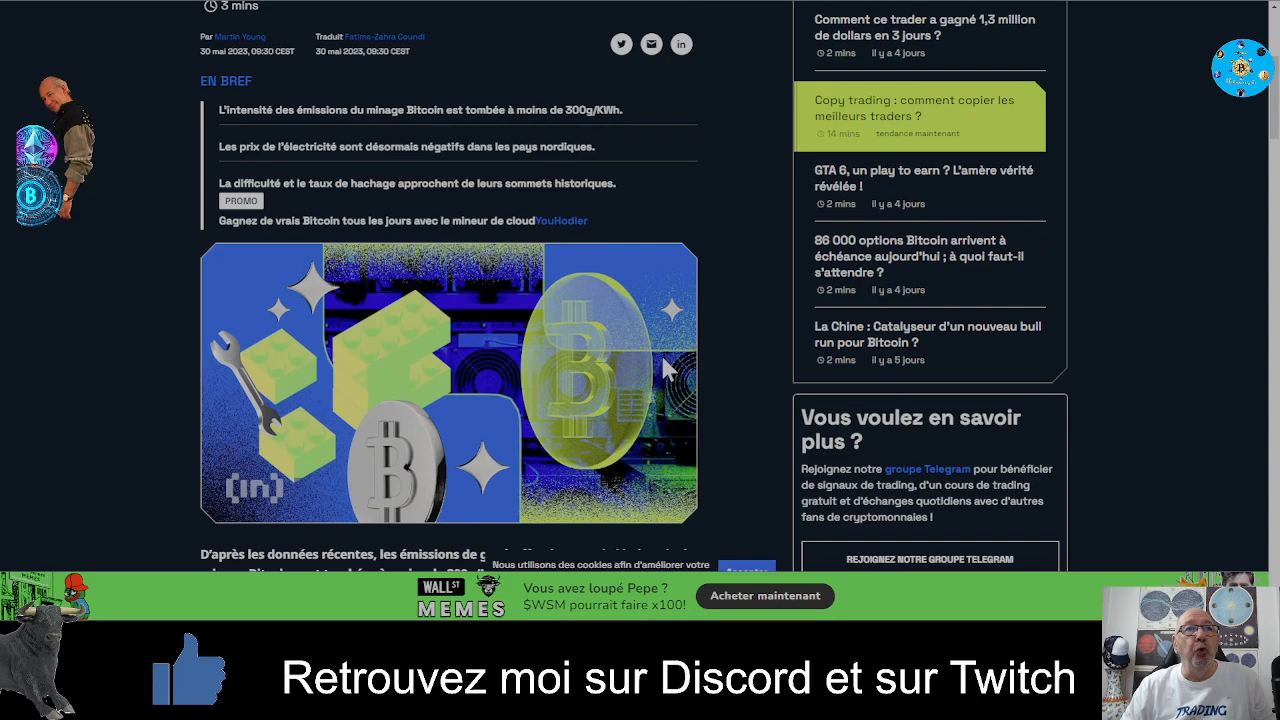 3 mins
Par Martin Young
30 mai 2023, 09:30 CEST
Traduit Fatima-Zahra Coundi
30 mai 2023, 09:30 CEST
EN BREF
L'intensité des émissions du minage Bitcoin est tombée à moins de 300g/KWh.
Les prix de l'électricité sont désormais négatifs dans les pays nordiques.
La difficulté et le taux de hachage approchent de leurs sommets historiques.
PROMO
Gagnez de vrais Bitcoin tous les jours avec le mineur de cloudYouHodler
{in}
D'après les données récentes, les émissions de
Comment ce trader a gagné 1,3 million
de dollars en 3 jours ?
2 mins il y a 4 jours
Copy trading : comment copier les
meilleurs traders ?
14 mins tendance maintenant
GTA 6, un play to earn ? L'amère vérité
révélée !
2 mins il y a 4 jours
86 000 options Bitcoin arrivent à
échéance aujourd'hui ; à quoi faut-il
s'attendre ?
2 mins il y a 4 jours
La Chine : Catalyseur d'un nouveau bull
run pour Bitcoin ?
2 mins il y a 5 jours
Vous voulez en savoir
plus ?
Rejoignez notre groupe Telegram pour bénéficier
de signaux de trading, d'un cours de trading
gratuit et d'échanges quotidiens avec d'autres
fans de cryptomonnaies !
REJOIGNEZ NOTRE GROUPE TELEGRAM
Nous utilisons des cookies afin d'améliorer votre
Accepter
WALL ST
MEMES
Vous avez loupé Pepe ?
$WSM pourrait faire x100!
Acheter maintenant
Retrouvez moi sur Discord et sur Twitch
TRADING